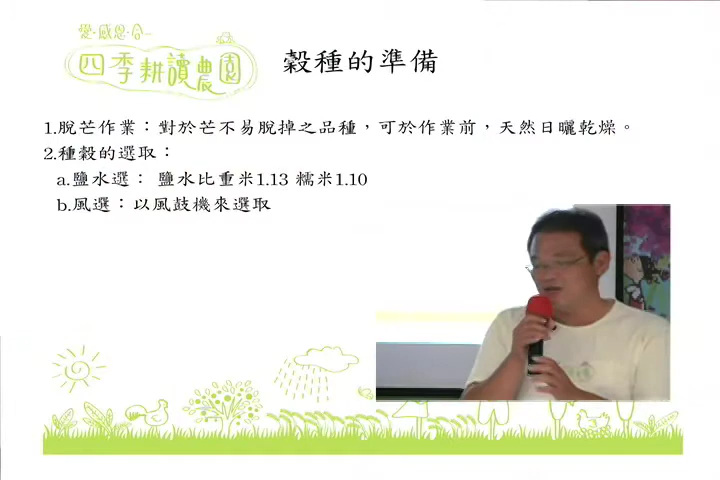 愛·感恩·合一
四季耕讀農園
穀種的準備
1.脫芒作業：對於芒不易脫掉之品種，可於作業前，天然日曬乾燥。
2.種穀的選取：
a.鹽水選： 鹽水比重米1.13 糯米1.10
b.風選：以風鼓機來選取